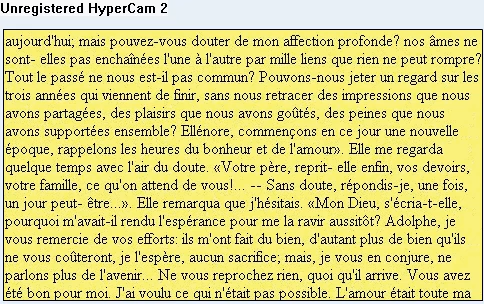 Unregistered HyperCam 2
aujourd'hui; mais pouvez-vous douter de mon affection profonde? nos âmes ne
sont- elles pas enchaînées l'une à l'autre par mille liens que rien ne peut rompre?
Tout le passé ne nous est-il pas commun? Pouvons-nous jeter un regard sur les
trois années qui viennent de finir, sans nous retracer des impressions que nous
avons partagées, des plaisirs que nous avons goûtés, des peines que nous
avons supportées ensemble? Ellénore, commençons en ce jour une nouvelle
époque, rappelons les heures du bonheur et de l'amour». Elle me regarda
quelque temps avec l'air du doute. «Votre père, reprit- elle enfin, vos devoirs,
votre famille, ce qu'on attend de vous!... -- Sans doute, répondis-je, une fois,
un jour peut- être...». Elle remarqua que j'hésitais. «Mon Dieu, s'écria-t-elle,
pourquoi m'avait-il rendu l'espérance pour me la ravir aussitôt? Adolphe, je
vous remercie de vos efforts: ils m'ont fait du bien, d'autant plus de bien qu'ils
ne vous coûteront, je l'espère, aucun sacrifice; mais, je vous en conjure, ne
parlons plus de l'avenir... Ne vous reprochez rien, quoi qu'il arrive. Vous avez
été bon pour moi. J'ai voulu ce qui n'était pas possible. L'amour était toute ma